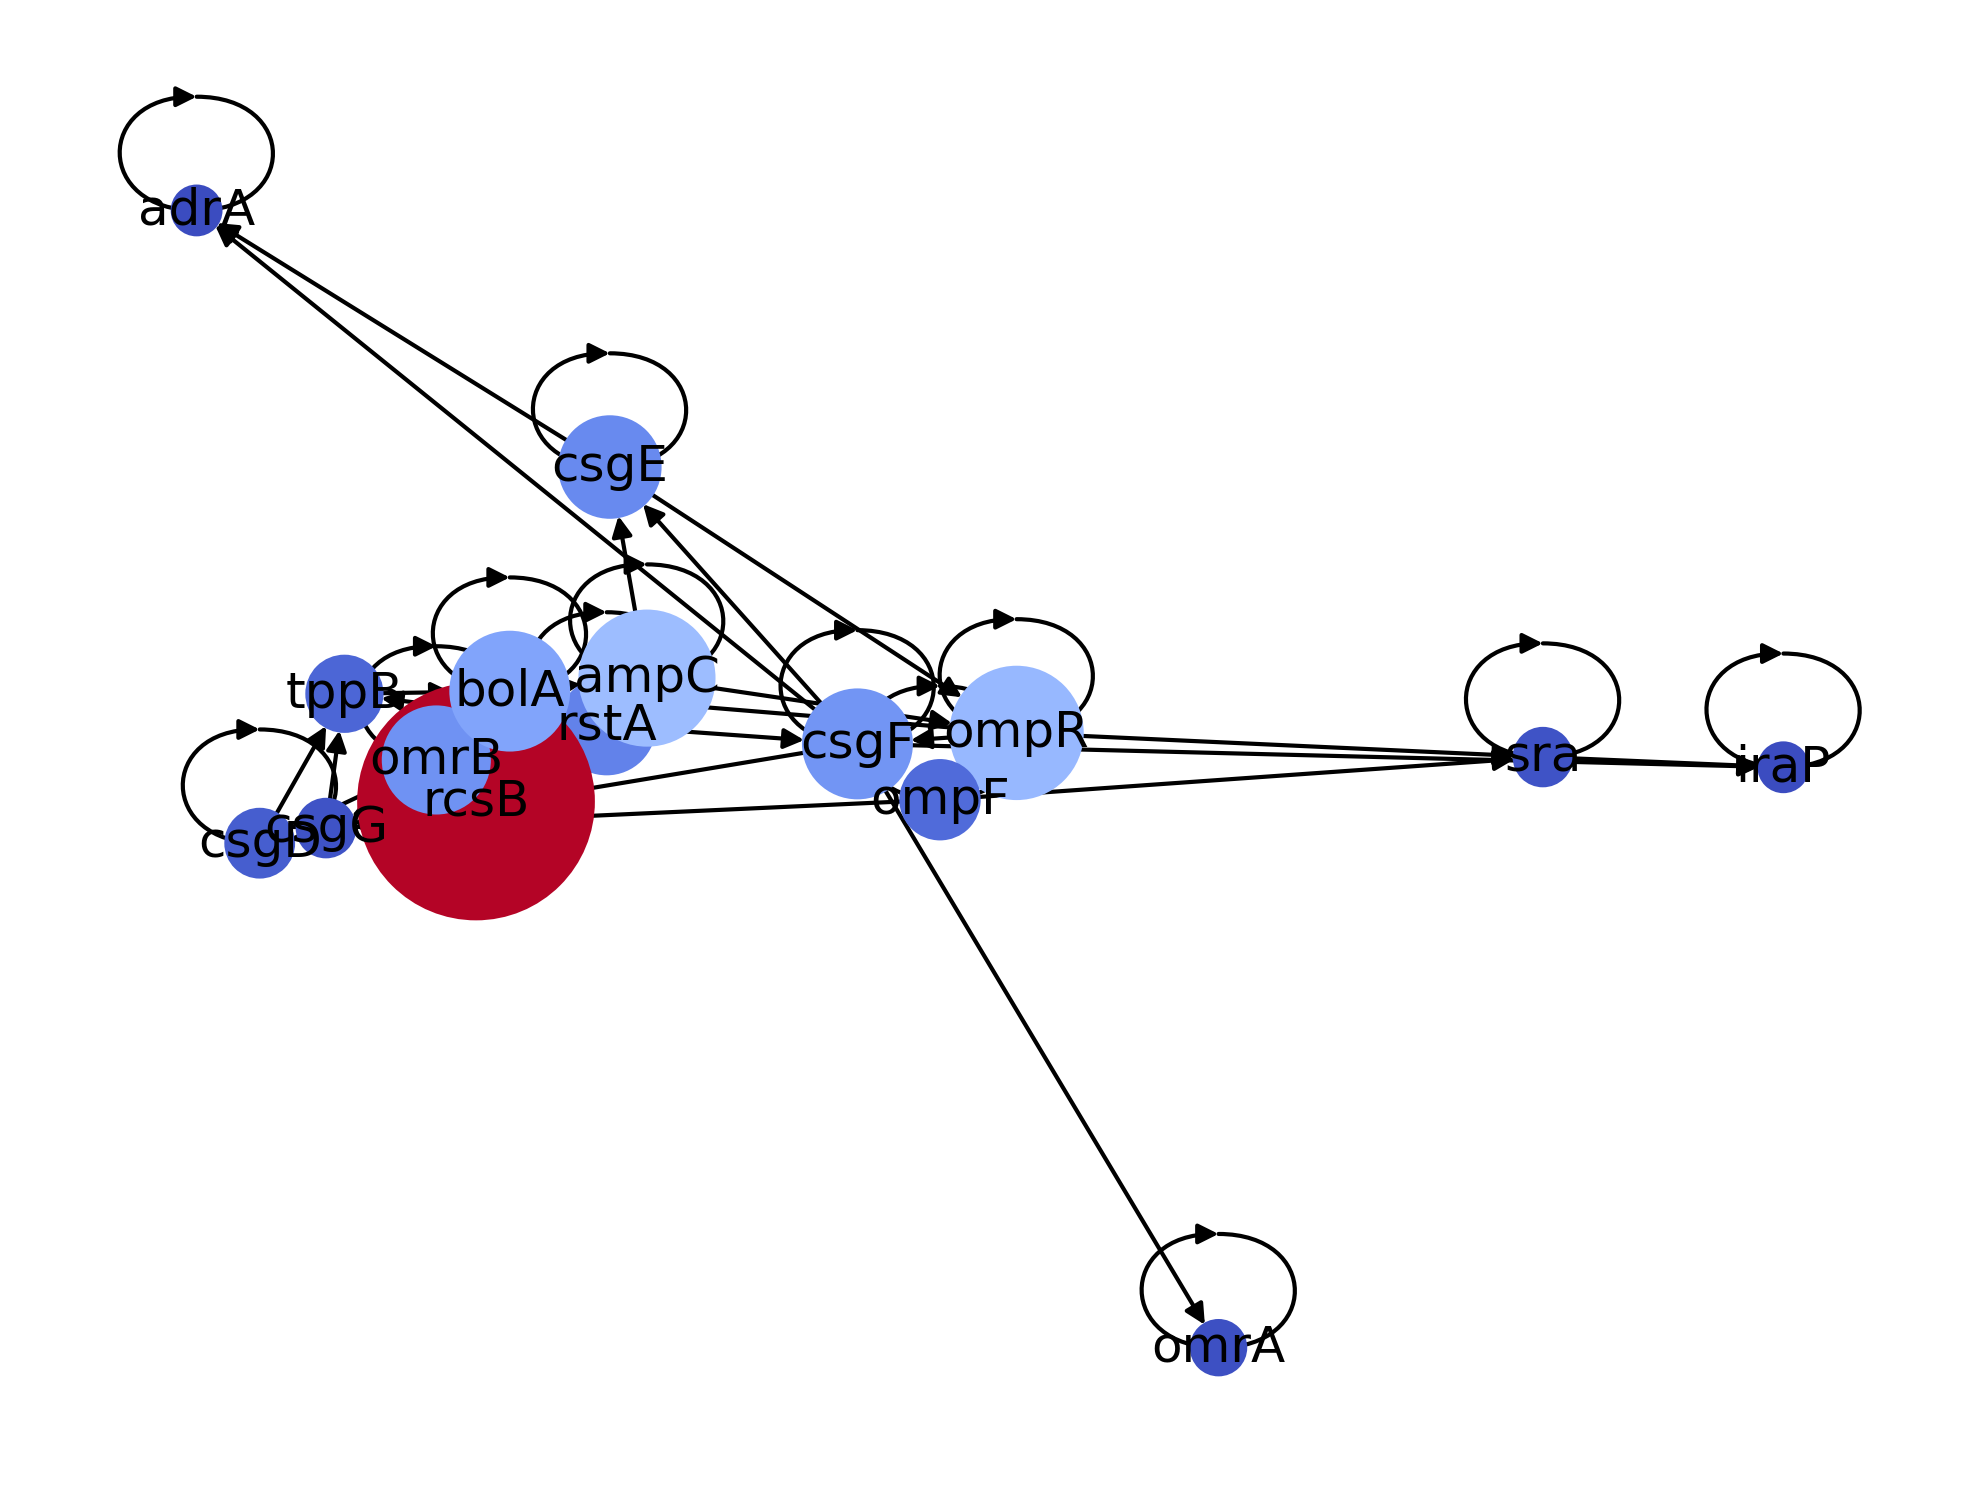 adrA
csgE
ampC
tppB
bolA
rstA
ompR
csgF
omrB
sra
iraP
rcsB
ompF
csgG
csgD
omrA